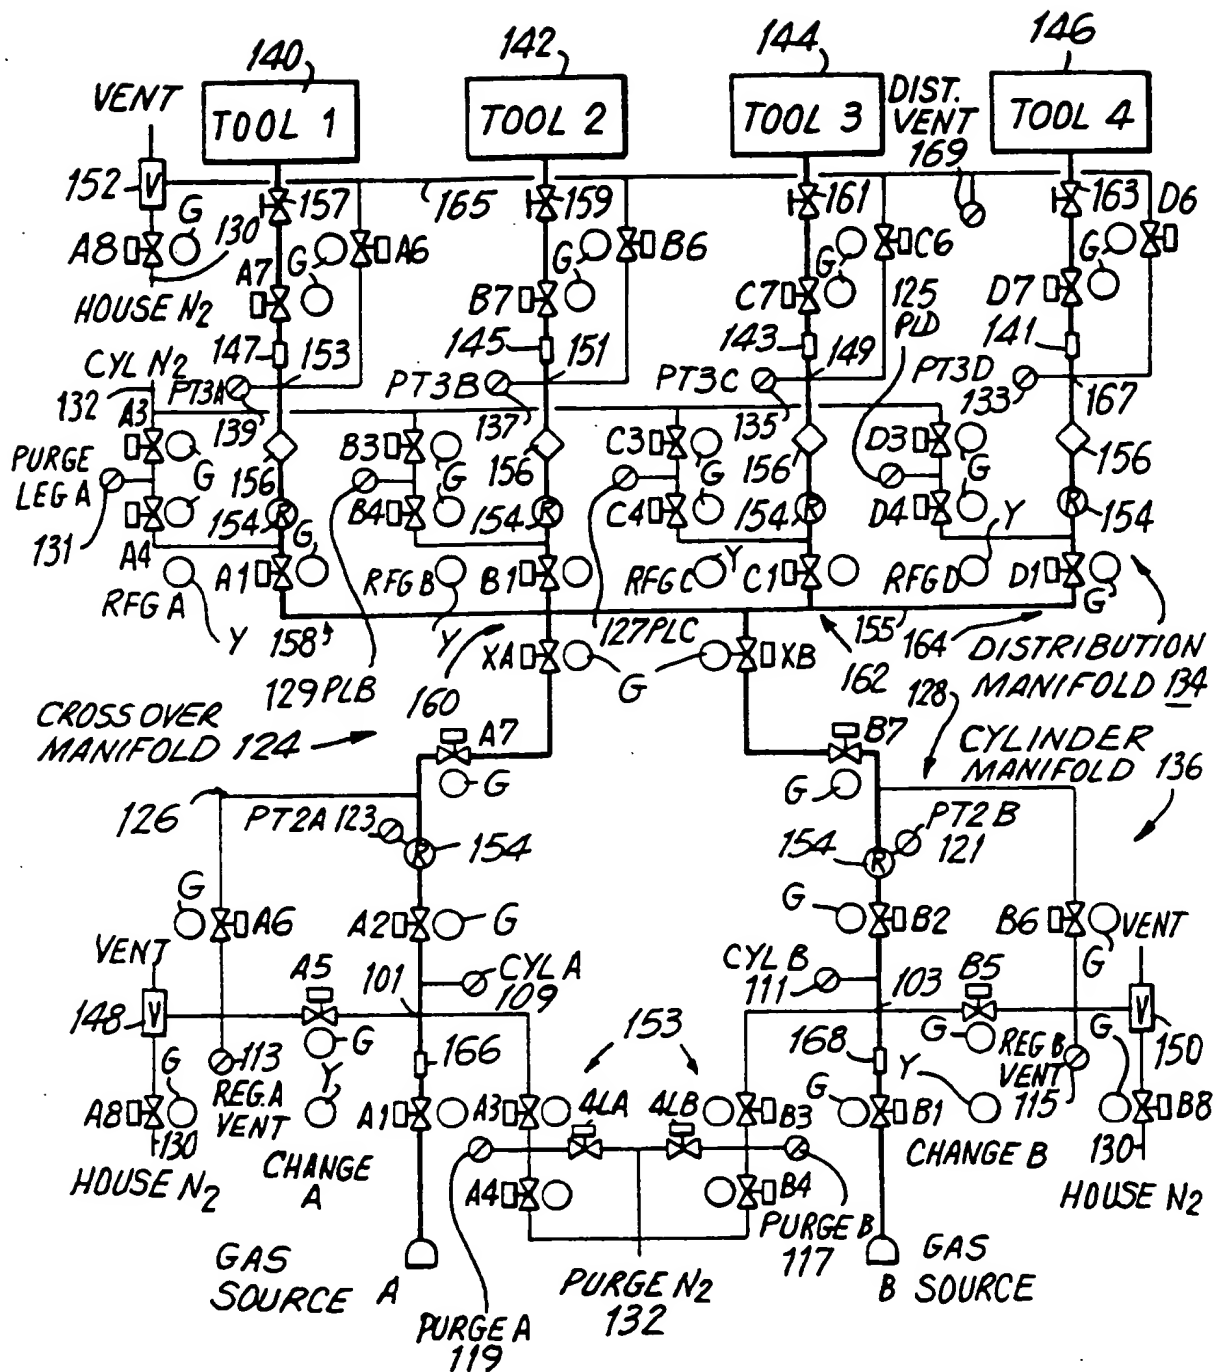 140
142
144
146
VENT
TOOL 1
TOOL 2
TOOL 3
DIST. VENT 169
TOOL 4
152
V
157
165
159
161
163
D6
G
130
A8
A7
G
A6
B6
G
C6
G
HOUSE N2
B7
C7
125 PLD
D7
CYL N2
147
153
145
151
143
149
141
132
PT3A
PT3B
PT3C
PT3D
133
167
A3
139
137
135
PURGE LEG A
G
156
B3
156
C3
156
D3
156
G
G
G
G
131
154
R
B4
154
R
C4
154
R
D4
R
154
A4
G
Y
RFG A
A1
RFG B
B1
RFG C
Y
C1
RFG D
D1
G
Y
158
Y
127 PLC
155
164
DISTRIBUTION MANIFOLD 134
129 PLB
XA
G
XB
160
162
128
CROSS OVER MANIFOLD 124
A7
B7
CYLINDER MANIFOLD 136
G
G
126
PT2A 123
R
154
154
R
PT2B 121
G
A6
A2
G
G
B2
B6
G
VENT
VENT
A5
101
CYL A 109
CYL B 111
103
B5
148
V
G
166
153
168
G
REG B VENT 115
G
V
150
G
113
REG. A VENT
Y
Y
A8
130
A1
A3
4LA
4LB
B3
G
B1
B8
130
HOUSE N2
CHANGE A
CHANGE B
HOUSE N2
A4
B4
PURGE B 117
GAS SOURCE A
PURGE N2 132
GAS SOURCE B
PURGE A 119